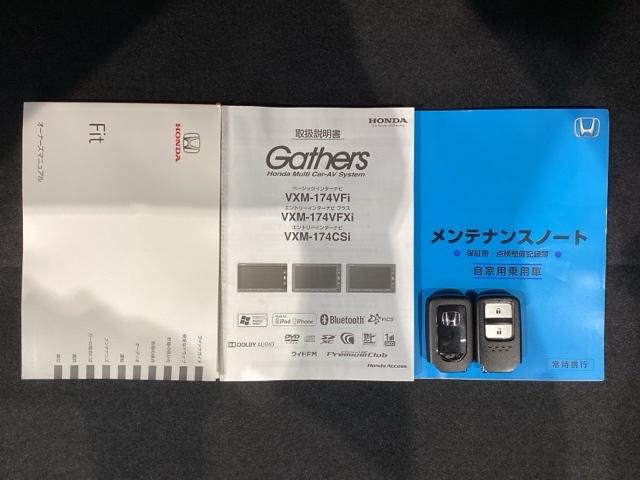 HONDA
Fit
オーナーズマニュアル
HONDA
取扱説明書
Gathers
Honda Multi Car-AV System
ベーシックインターナビ
VXM-174VFi
エントリーインターナビ プラス
VXM-174VFXi
エントリーインターナビ
VXM-174CSi
iPod
iPhone
Bluetooth
VICS
DOLBY AUDIO
DVD
ワイドFM
PremiumClub
Honda Access
メンテナンスノート
保証書・点検整備記録簿
自家用乗用車
常時携行